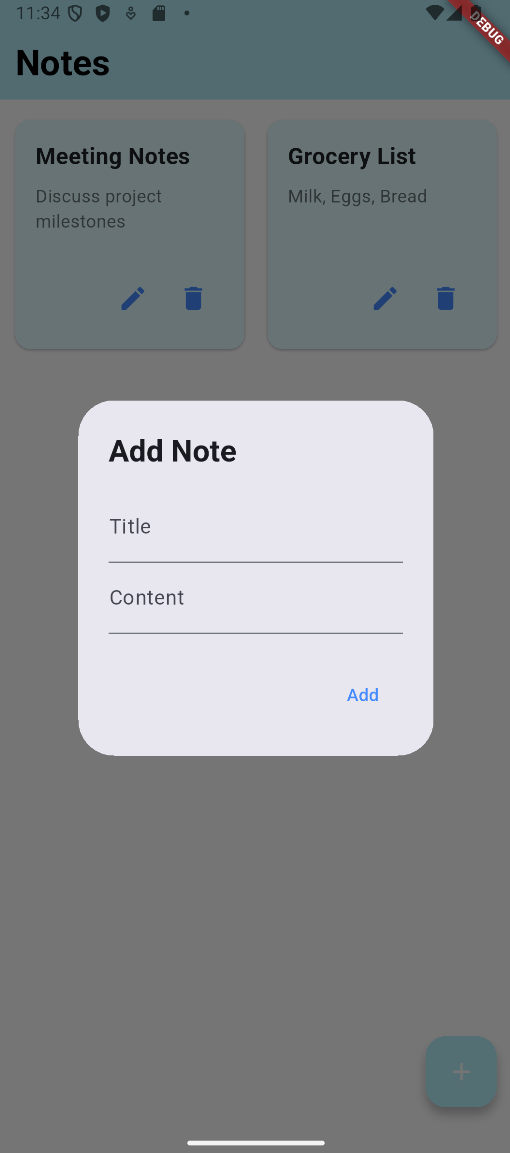 11:34
DEBUG
Notes
Meeting Notes
Discuss project
milestones
Grocery List
Milk, Eggs, Bread
Add Note
Title
Content
Add